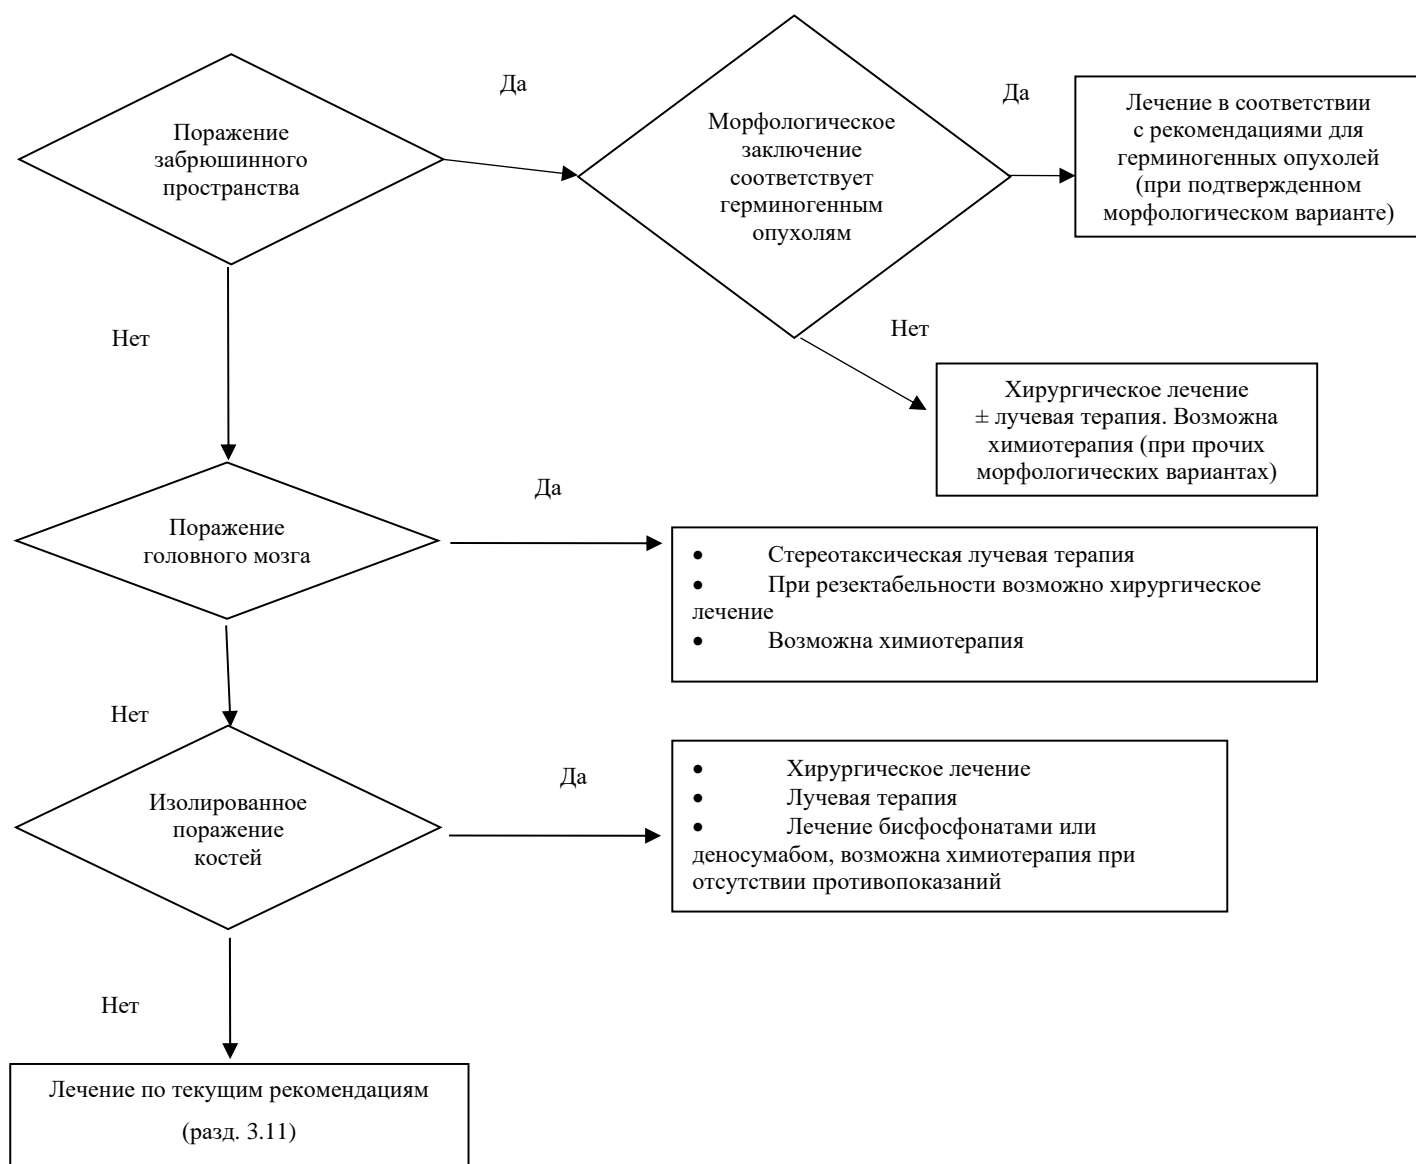 Поражение
забрюшинного
пространства
Да
Морфологическое
заключение
соответствует
герминогенным
опухолям
Да
Лечение в соответствии
с рекомендациями для
герминогенных опухолей
(при подтвержденном
морфологическом варианте)
Нет
Хирургическое лечение
± лучевая терапия. Возможна
химиотерапия (при прочих
морфологических вариантах)
Нет
Поражение
головного мозга
Да
• Стереотаксическая лучевая терапия
• При резектабельности возможно хирургическое
лечение
• Возможна химиотерапия
Нет
Изолированное
поражение
костей
Да
• Хирургическое лечение
• Лучевая терапия
• Лечение бисфосфонатами или
деносумабом, возможна химиотерапия при
отсутствии противопоказаний
Нет
Лечение по текущим рекомендациям
(разд. 3.11)